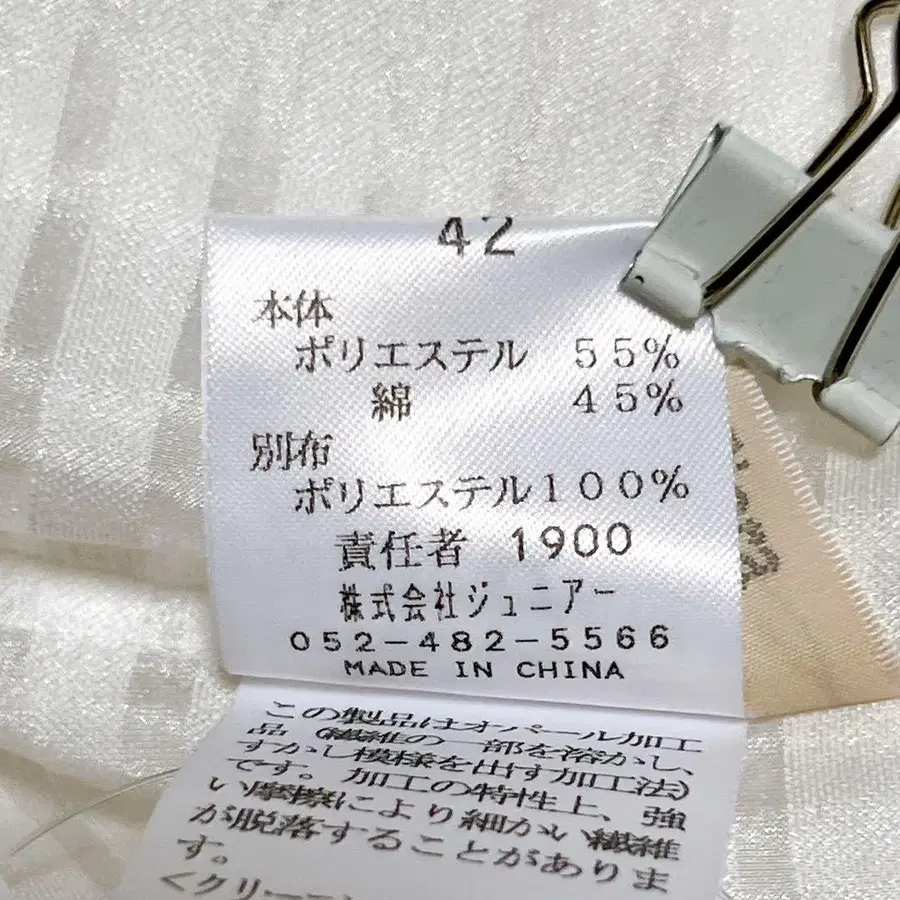 42
本体
ポリエステル 55%
綿 45%
別布
ポリエステル100%
責任者 1900
株式会社ジュニアー
052-482-5566
MADE IN CHINA
この製品はオパール加工
品(繊維の一部を溶かし、
すかし模様を出す加工法)
です。加工の特性上、強
い摩擦により細かい繊維
が脱落することがありま
す。